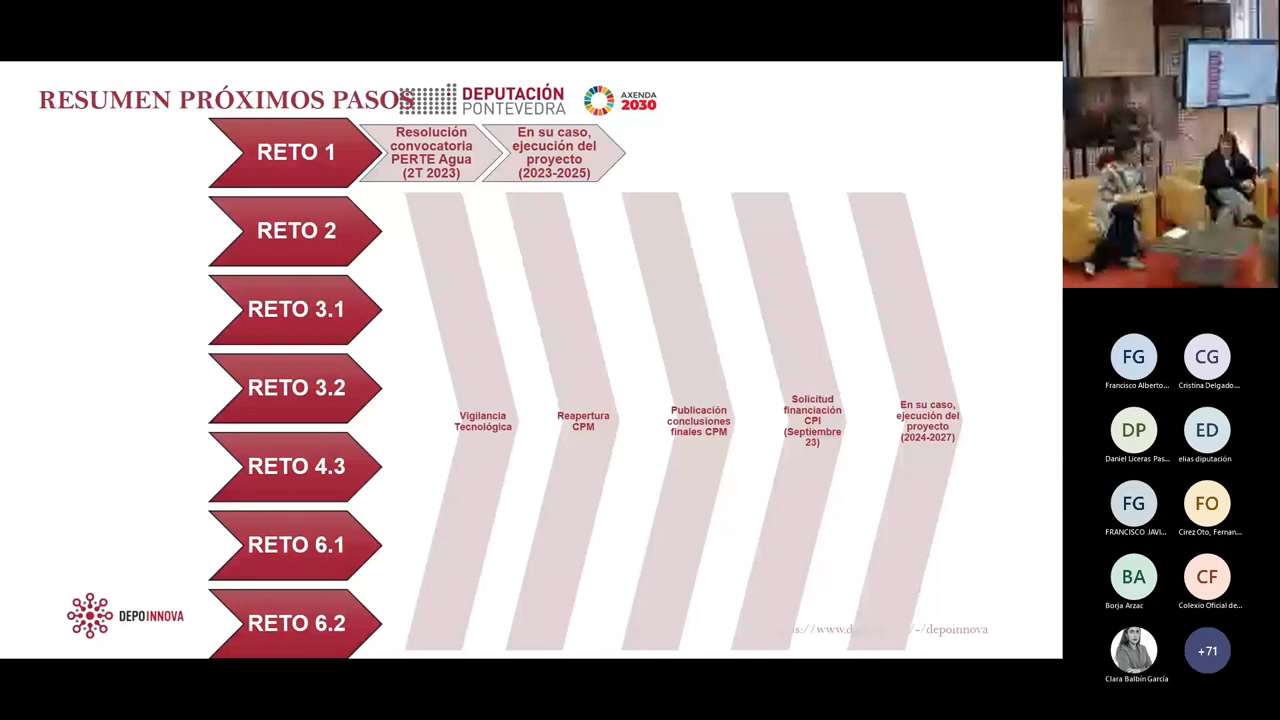 RESUMEN PRÓXIMOS PASOS
DEPUTACIÓN
PONTEVEDRA
AXENDA
2030
RETO 1
Resolución
convocatoria
PERTE Agua
(2T 2023)
En su caso,
ejecución del
proyecto
(2023-2025)
RETO 2
RETO 3.1
RETO 3.2
RETO 4.3
RETO 6.1
RETO 6.2
Vigilancia
Tecnológica
Reapertura
CPM
Publicación
conclusiones
finales CPM
Solicitud
financiación
CPI
(Septiembre
23)
En su caso,
ejecución del
proyecto
(2024-2027)
DEPOINNOVA
/-/depoinnova
FG
Francisco Alberto...
CG
Cristina Delgado...
DP
Daniel Liceras Pas...
ED
elias diputación
FG
FRANCISCO JAVI...
FO
Cirez Oto, Fernan...
BA
Borja Arzac
CF
Colexio Oficial de...
Clara Balbín García
+71